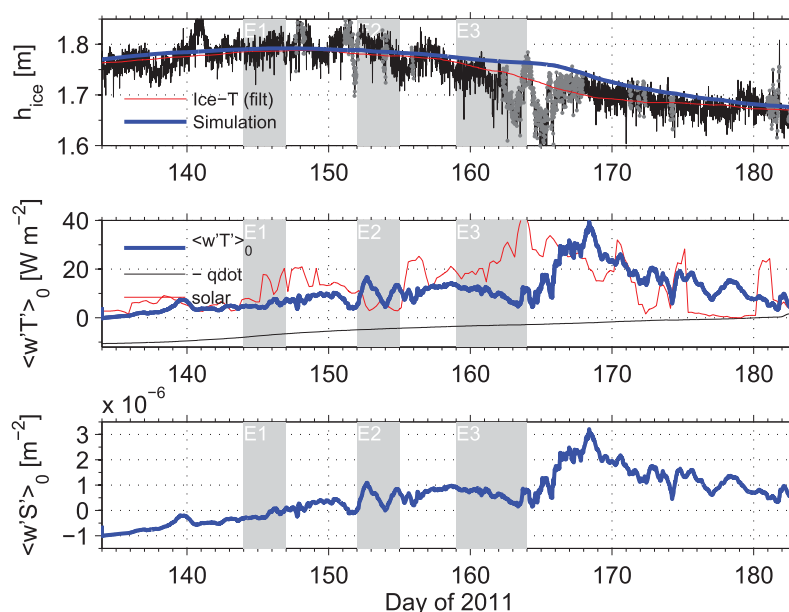 1.8
1.7
1.6
h_ice [m]
E1
E2
E3
Ice−T (filt)
Simulation
140
150
160
170
180
40
20
0
<w'T'>_0 [W m^−2]
E1
E2
E3
<w'T'>_0
− qdot
solar
140
150
160
170
180
x 10^−6
3
2
1
0
−1
<w'S'>_0 [m^−2]
E1
E2
E3
140
150
160
170
180
Day of 2011